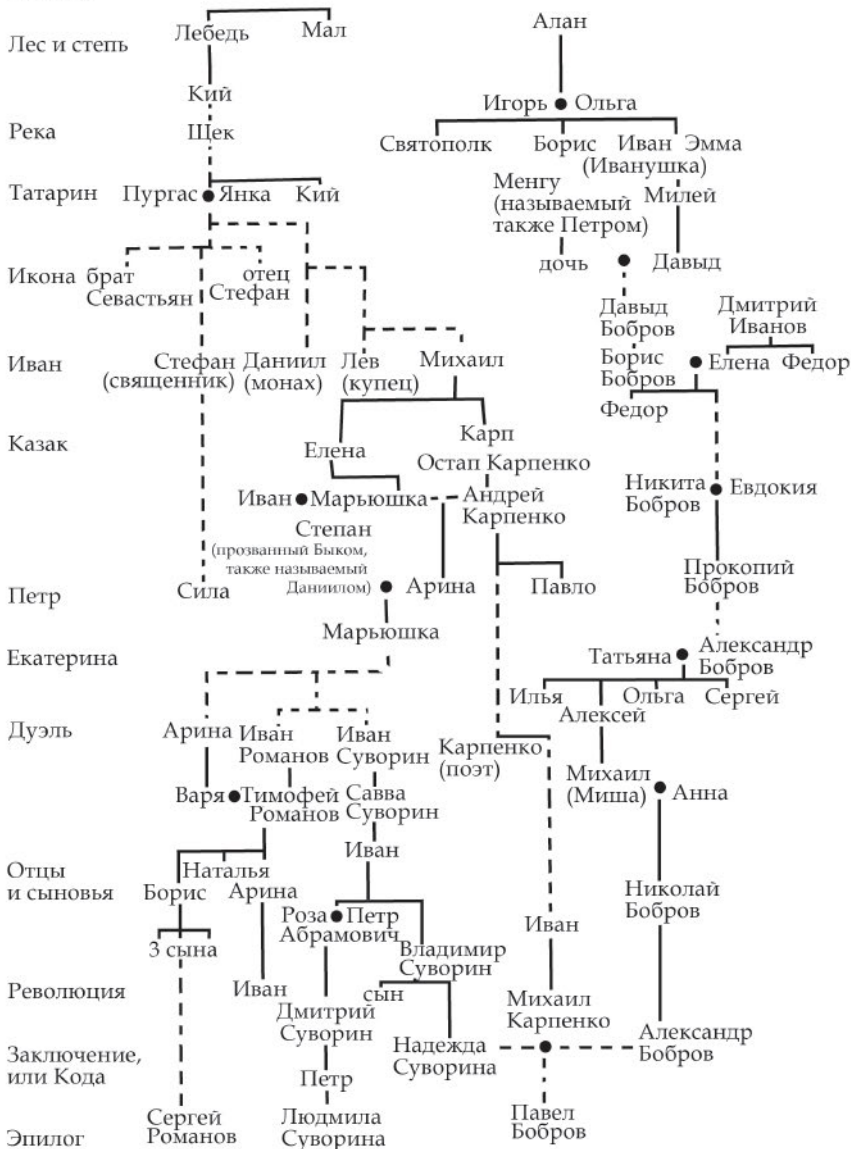 Лес и степь Лебедь Мал Алан
Кий Игорь Ольга
Река Щек Святополк Борис Иван Эмма
(Иванушка)
Татарин Пургас Янка Кий Менгу Милей
(называемый
также Петром)
Икона брат отец дочь Давыд
Севастьян Стефан
Давыд Дмитрий
Бобров Иванов
Иван Стефан Даниил Лев Михаил Борис Елена Федор
(священник) (монах) (купец) Бобров
Федор
Казак Елена Карп
Остап Карпенко
Иван Марьюшка Андрей Никита Евдокия
Карпенко Бобров
Степан
(прозванный Быком,
также называемый
Даниилом)
Петр Сила Арина Павло Прокопий
Бобров
Марьюшка
Екатерина Татьяна Александр
Бобров
Илья Ольга Сергей
Алексей
Дуэль Арина Иван Иван Карпенко
Романов Суворин (поэт)
Варя Тимофей Савва Михаил Анна
Романов Суворин (Миша)
Иван
Отцы Наталья
и сыновья Борис Арина Николай
Бобров
Роза Петр Иван
Абрамович Владимир
3 сына Суворин
Революция Иван сын Михаил
Дмитрий Карпенко
Суворин
Заключение, Надежда Александр
или Кода Суворина Бобров
Петр
Эпилог Сергей Людмила Павел
Романов Суворина Бобров